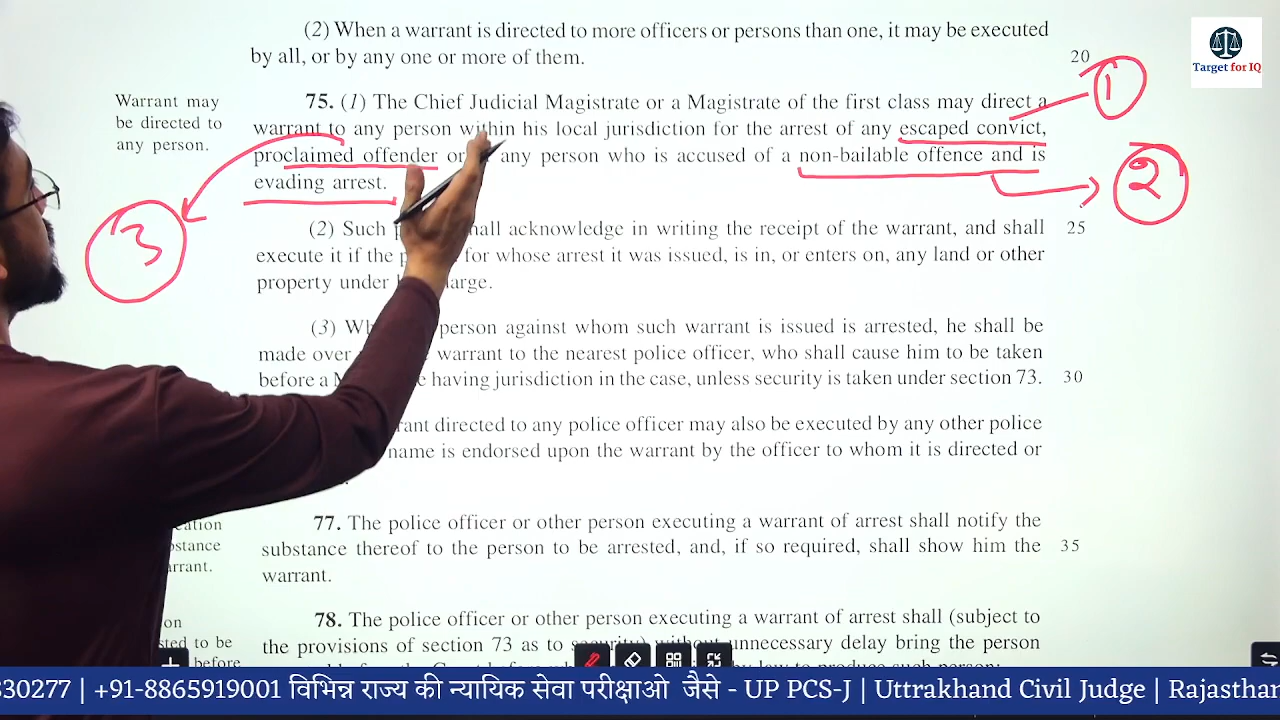 (2) When a warrant is directed to more officers or persons than one, it may be executed
by all, or by any one or more of them.
20
Target for IQ
Warrant may
be directed to
any person.
75. (1) The Chief Judicial Magistrate or a Magistrate of the first class may direct a
warrant to any person within his local jurisdiction for the arrest of any escaped convict,
proclaimed offender or any person who is accused of a non-bailable offence and is
evading arrest.
1
2
3
(2) Such shall acknowledge in writing the receipt of the warrant, and shall
25
execute it if the for whose arrest it was issued, is in, or enters on, any land or other
property under
(3) person against whom such warrant is issued is arrested, he shall be
made over warrant to the nearest police officer, who shall cause him to be taken
before a having jurisdiction in the case, unless security is taken under section 73.
30
directed to any police officer may also be executed by any other police
name is endorsed upon the warrant by the officer to whom it is directed or
77. The police officer or other person executing a warrant of arrest shall notify the
substance thereof to the person to be arrested, and, if so required, shall show him the
35
warrant.
78. The police officer or other person executing a warrant of arrest shall (subject to
the provisions of section 73 as to security) without unnecessary delay bring the person
before
such person
830277 | +91-8865919001 विभिन्न राज्य की न्यायिक सेवा परीक्षाओ जैसे - UP PCS-J | Uttrakhand Civil Judge | Rajasthan